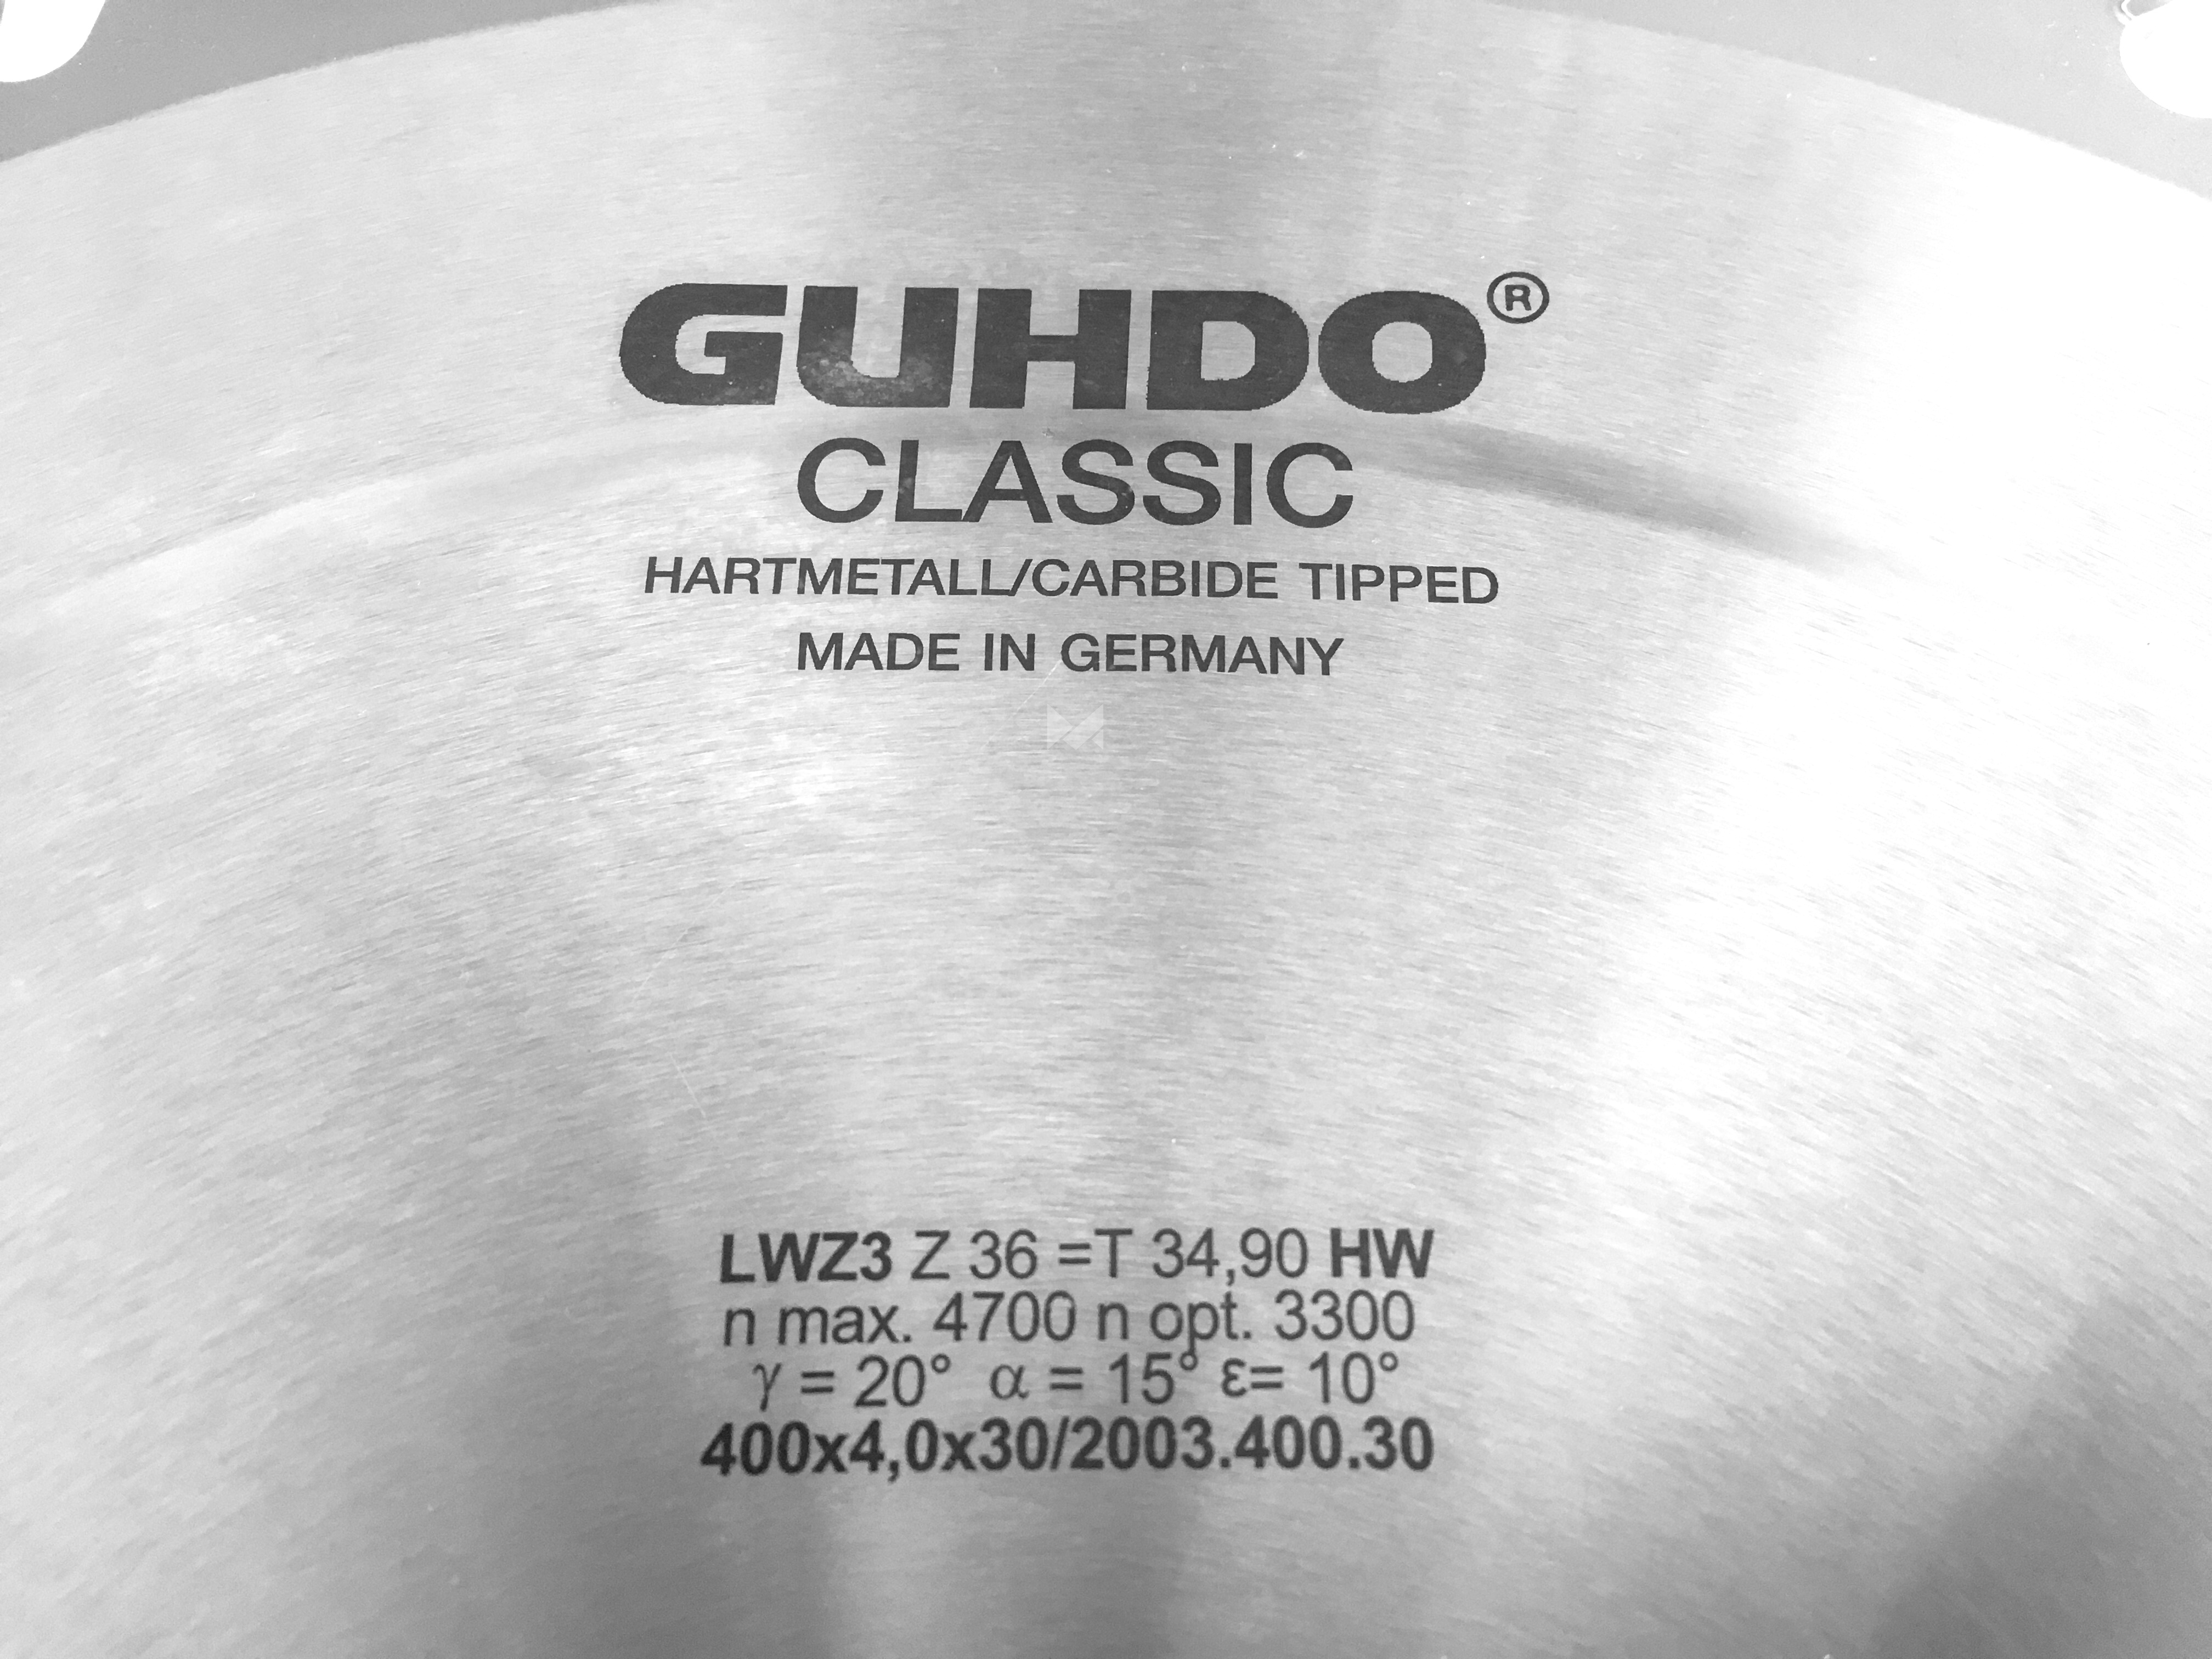 GUHDO®
CLASSIC
HARTMETALL/CARBIDE TIPPED
MADE IN GERMANY
LWZ3 Z 36 =T 34,90 HW
n max. 4700 n opt. 3300
γ = 20° α = 15° ε= 10°
400x4,0x30/2003.400.30